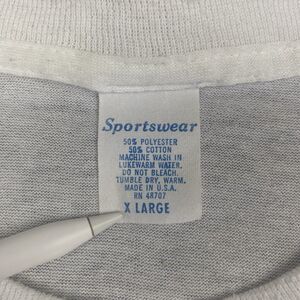 Sportswear
50% POLYESTER
50% COTTON
MACHINE WASH IN
LUKEWARM WATER.
DO NOT BLEACH.
TUMBLE DRY, WARM.
MADE IN U.S.A.
RN 48707
X LARGE